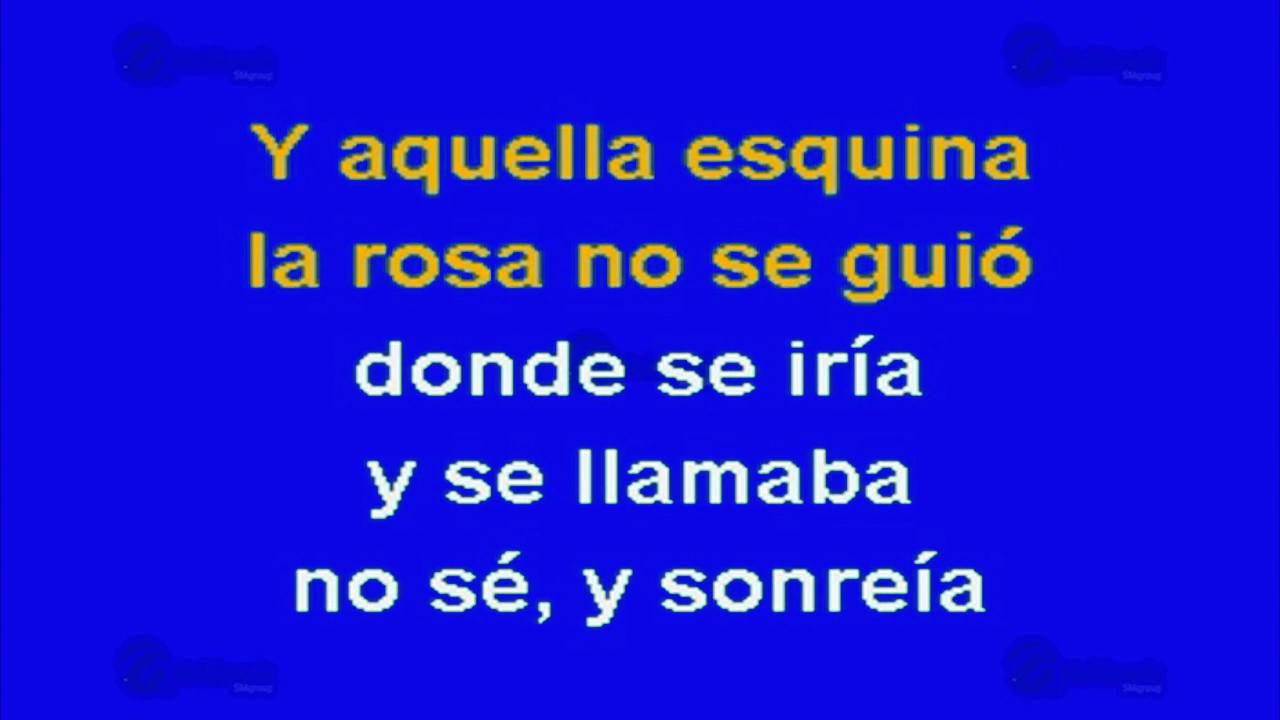 Y aquella esquina
la rosa no se guió
donde se iría
y se llamaba
no sé, y sonreía